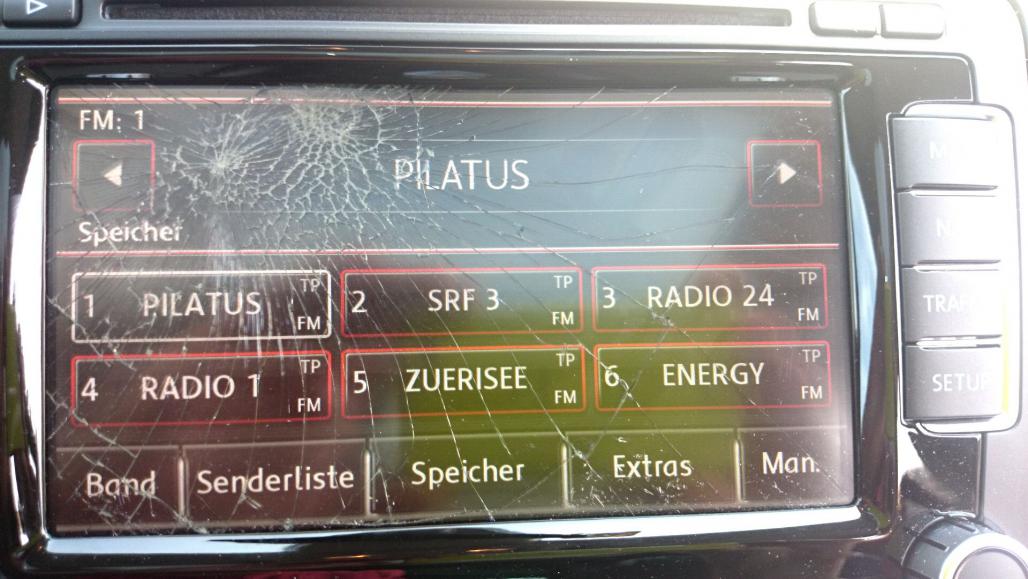 FM: 1
PILATUS
Speicher
1 PILATUS TP FM
2 SRF 3 TP FM
3 RADIO 24 TP FM
4 RADIO 1 TP FM
5 ZUERISEE TP FM
6 ENERGY TP FM
Band Senderliste Speicher Extras Man.
SETUP